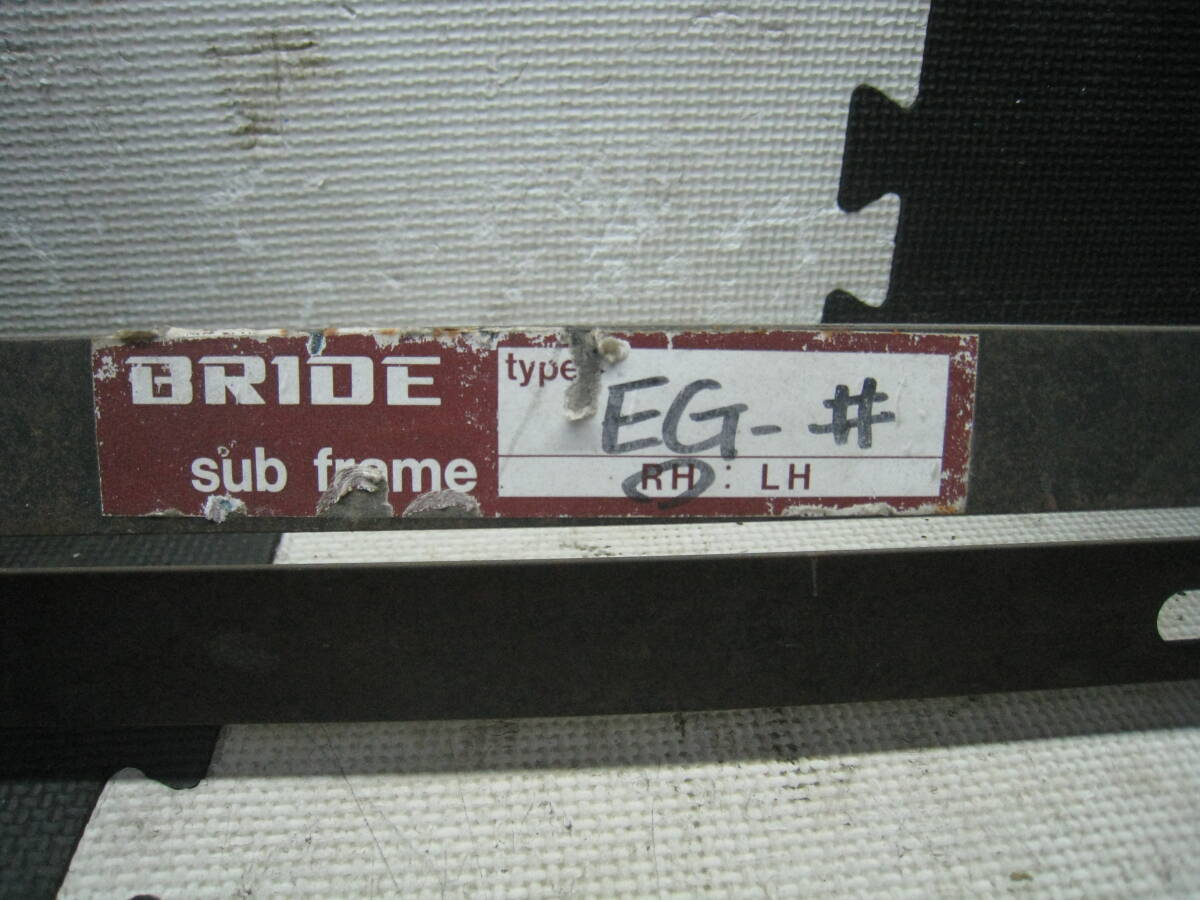 BRIDE
sub frame
type
EG-#
RH : LH